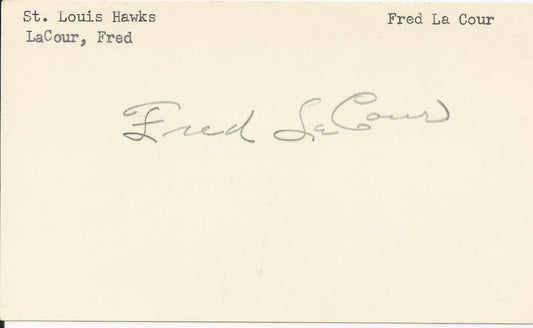 St. Louis Hawks
Fred La Cour
LaCour, Fred
Fred LaCour